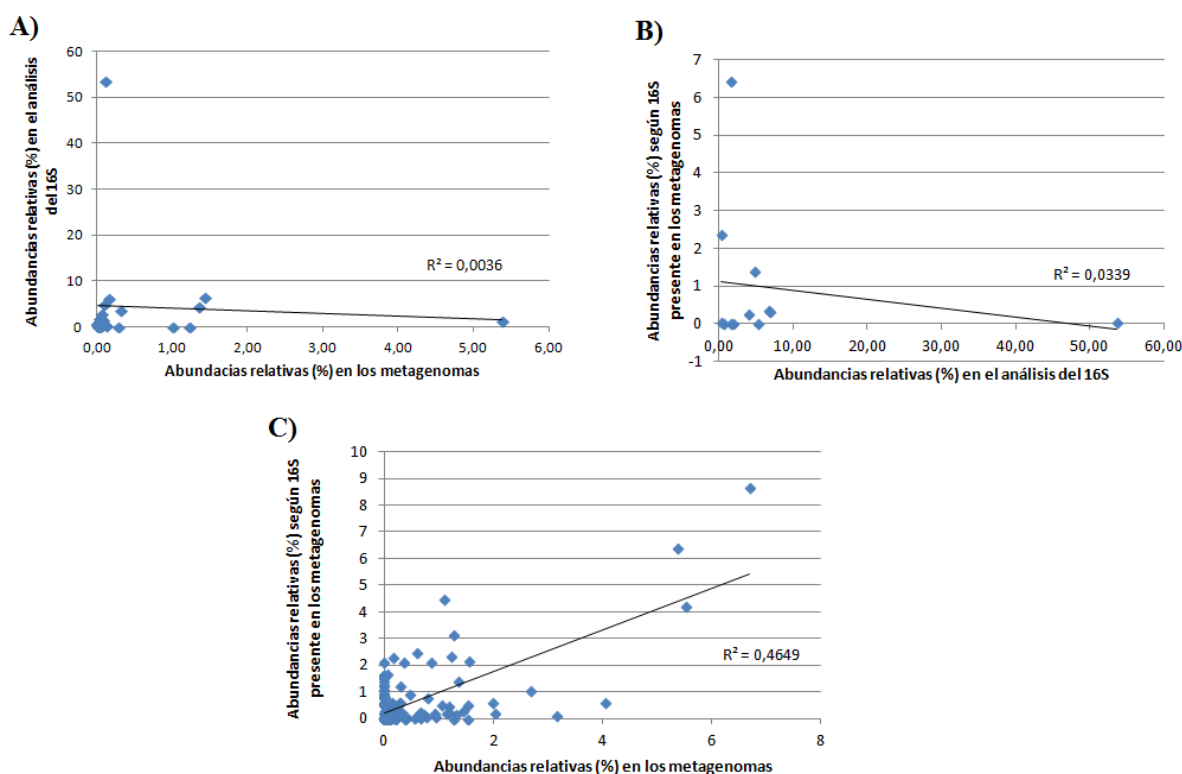 A)
Abundancias relativas (%) en el análisis
del 16S
60
50
40
30
20
10
0
0,00 1,00 2,00 3,00 4,00 5,00 6,00
R² = 0,0036
Abundacias relativas (%) en los metagenomas
B)
Abundancias relativas (%) según 16S
presente en los metagenomas
7
6
5
4
3
2
1
0
-1
0,00 10,00 20,00 30,00 40,00 50,00 60,00
R² = 0,0339
Abundancias relativas (%) en el análisis del 16S
C)
Abundancias relativas (%) según 16S
presente en los metagenomas
10
9
8
7
6
5
4
3
2
1
0
0 2 4 6 8
R² = 0,4649
Abundancias relativas (%) en los metagenomas